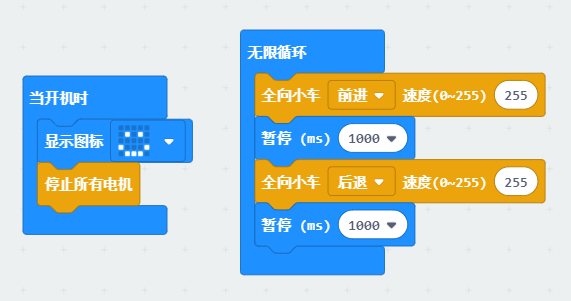 当开机时
显示图标
停止所有电机
无限循环
全向小车 前进 速度(0~255) 255
暂停 (ms) 1000
全向小车 后退 速度(0~255) 255
暂停 (ms) 1000